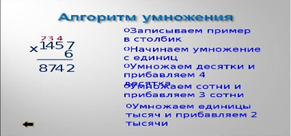 Алгоритм умножения
2 3 4
x 1457
6
8742
Записываем пример
в столбик
Начинаем умножение
с единиц
Умножаем десятки и
прибавляем 4
десятка
Умножаем сотни и
прибавляем 3 сотни
Умножаем единицы
тысяч и прибавляем 2
тысячи